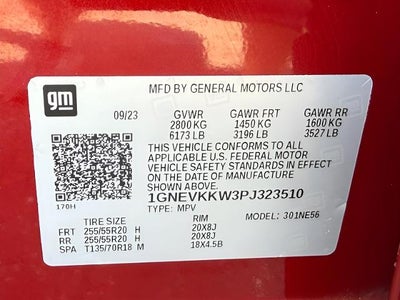 gm
MFD BY GENERAL MOTORS LLC
09/23 GVWR GAWR FRT GAWR RR
2800 KG 1450 KG 1600 KG
6173 LB 3196 LB 3527 LB
THIS VEHICLE CONFORMS TO ALL
APPLICABLE U.S. FEDERAL MOTOR
VEHICLE SAFETY STANDARDS IN EFFECT
ON THE DATE OF MANUFACTURE SHOWN ABOVE.
1GNEVKKW3PJ323510
170H TYPE: MPV MODEL: 301NE56
TIRE SIZE RIM
FRT 255/55R20 H 20X8J
RR 255/55R20 H 20X8J
SPA T135/70R18 M 18X4.5B